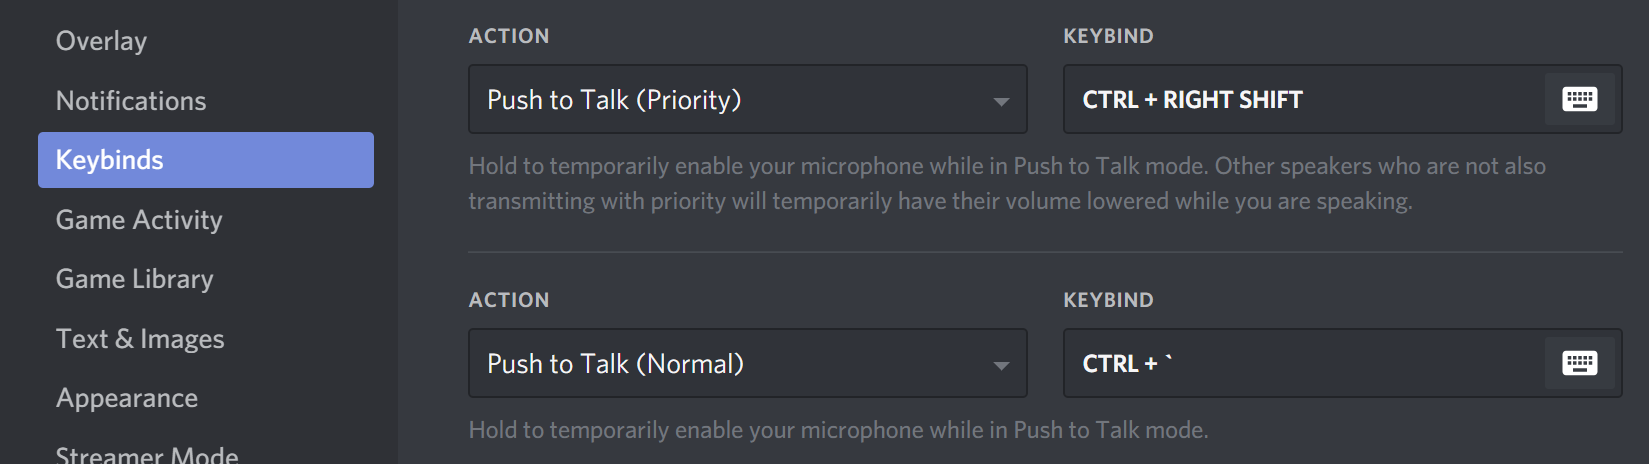 Overlay
Notifications
Keybinds
Game Activity
Game Library
Text & Images
Appearance
Streamer Mode
ACTION
KEYBIND
Push to Talk (Priority)
CTRL + RIGHT SHIFT
Hold to temporarily enable your microphone while in Push to Talk mode. Other speakers who are not also
transmitting with priority will temporarily have their volume lowered while you are speaking.
ACTION
KEYBIND
Push to Talk (Normal)
CTRL + `
Hold to temporarily enable your microphone while in Push to Talk mode.